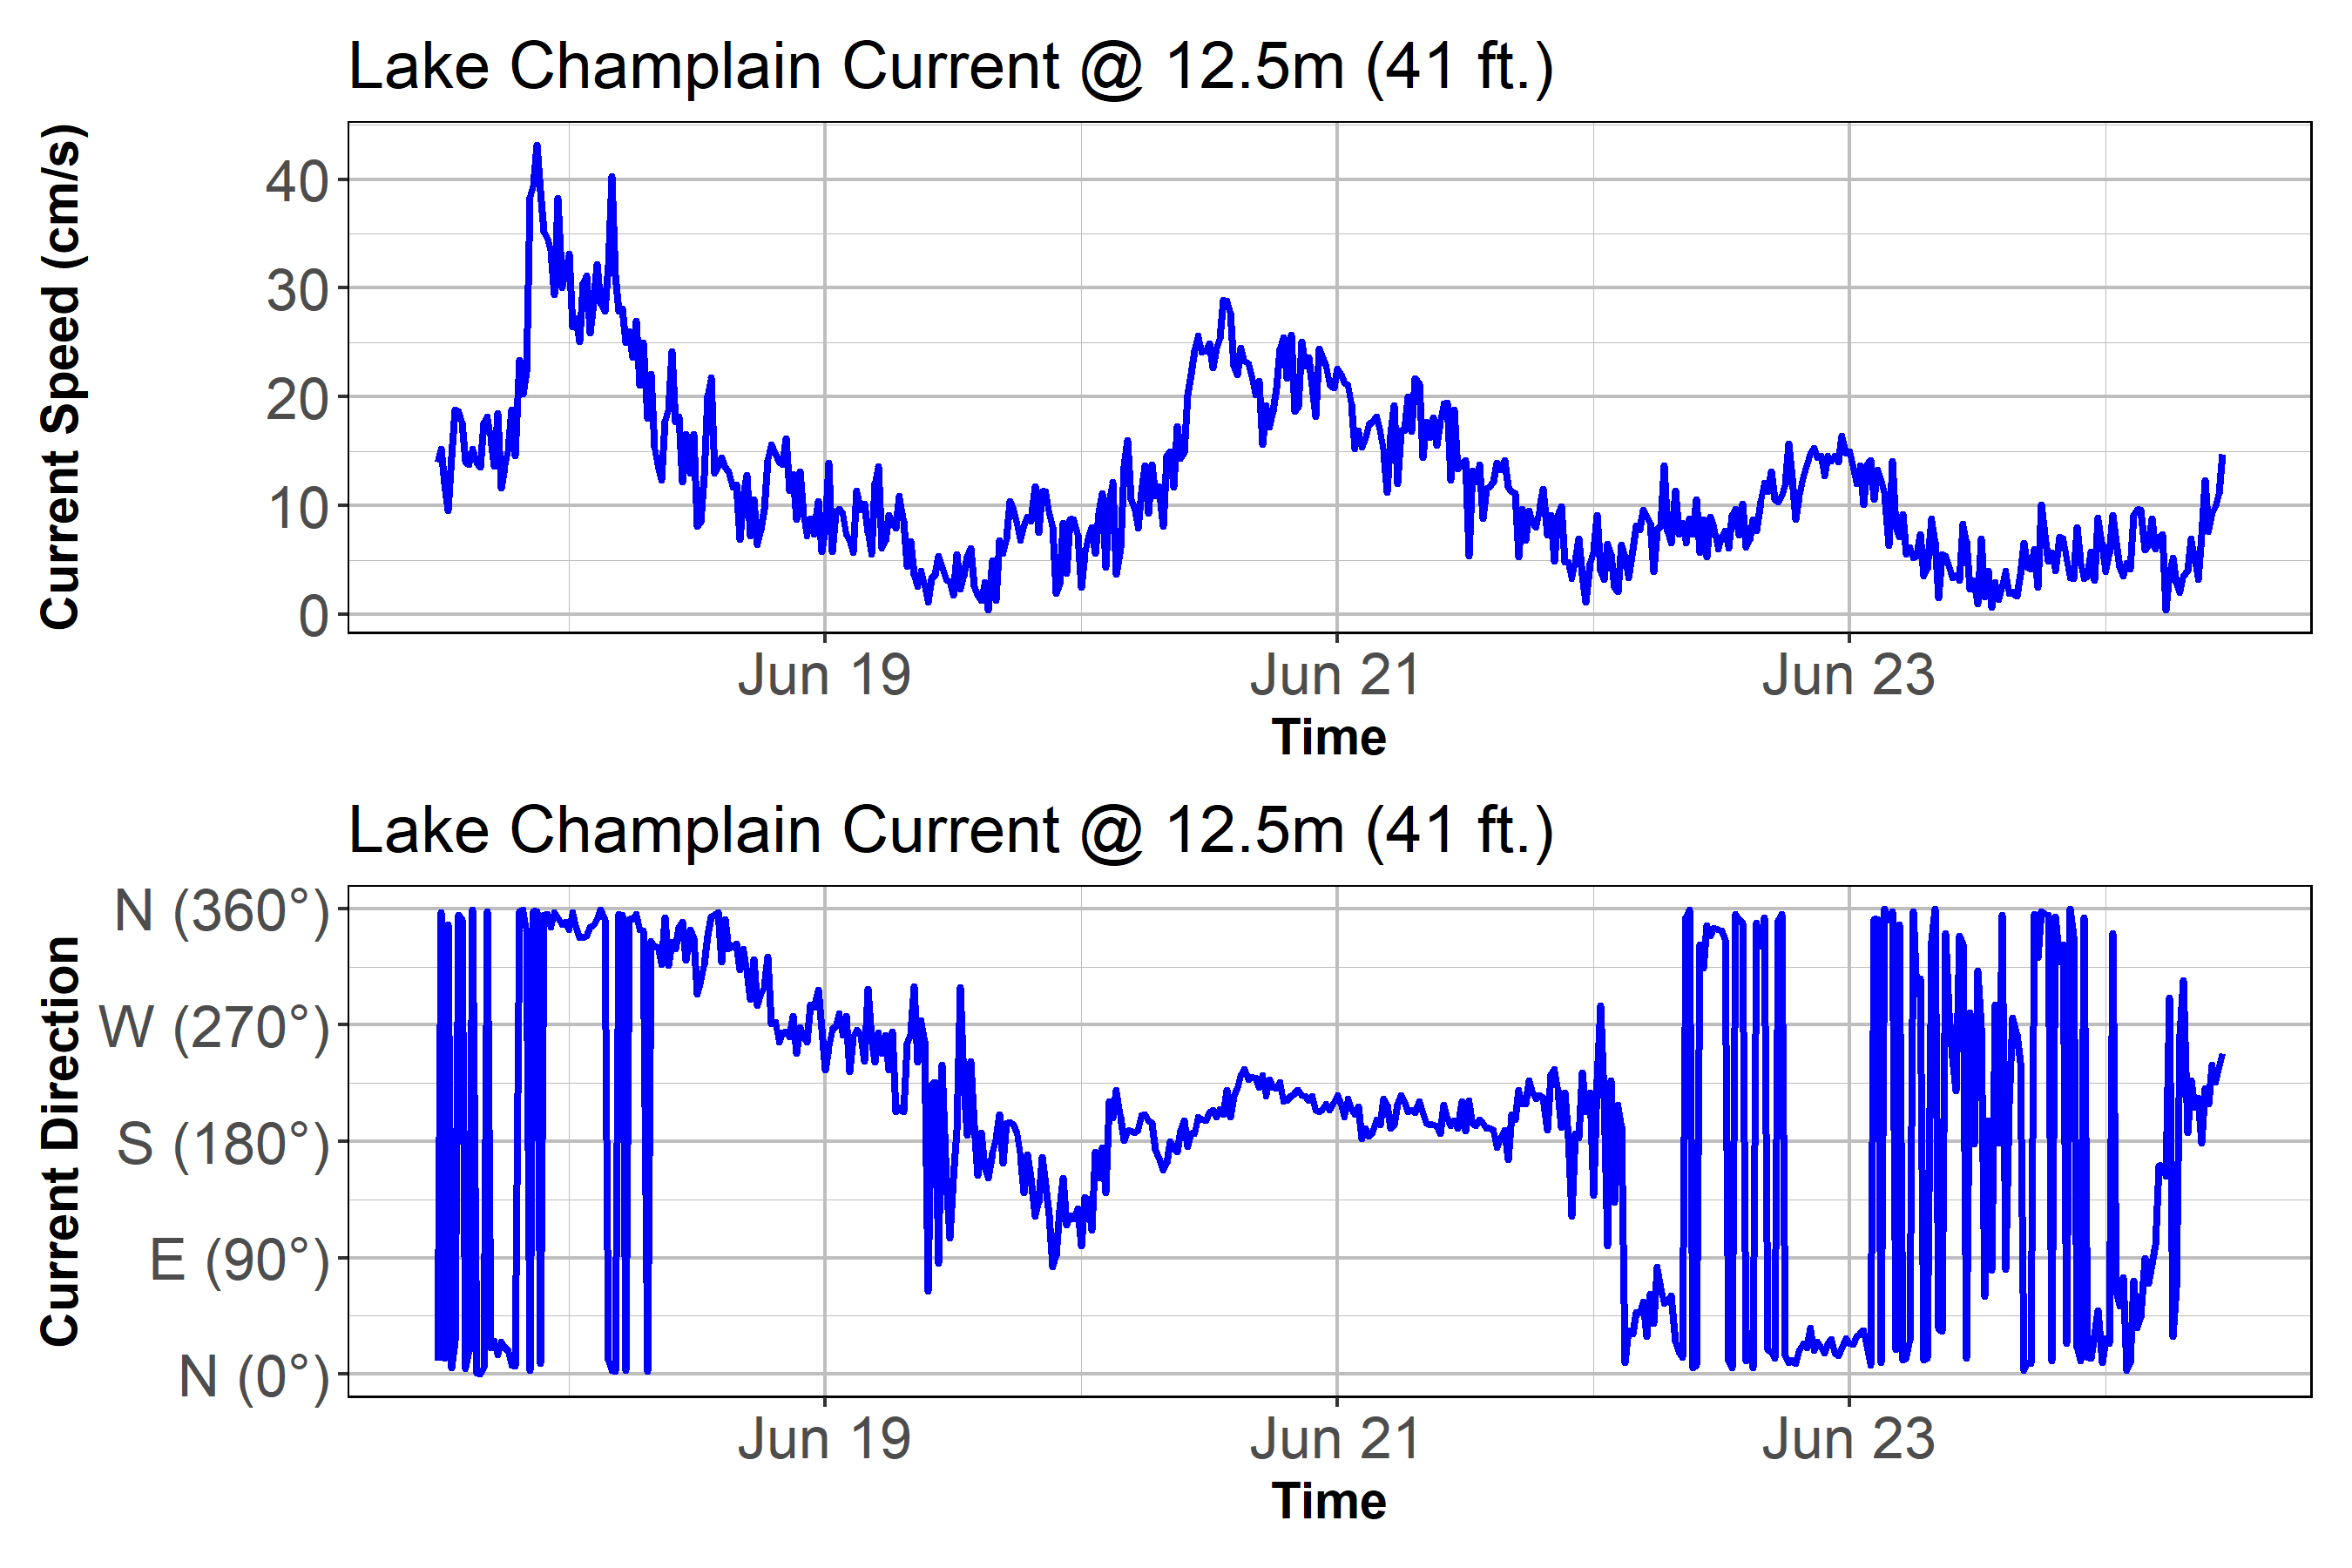 Lake Champlain Current @ 12.5m (41 ft.)
Current Speed (cm/s)
40
30
20
10
0
Jun 19 Jun 21 Jun 23
Time
Lake Champlain Current @ 12.5m (41 ft.)
Current Direction
N (360°)
W (270°)
S (180°)
E (90°)
N (0°)
Jun 19 Jun 21 Jun 23
Time